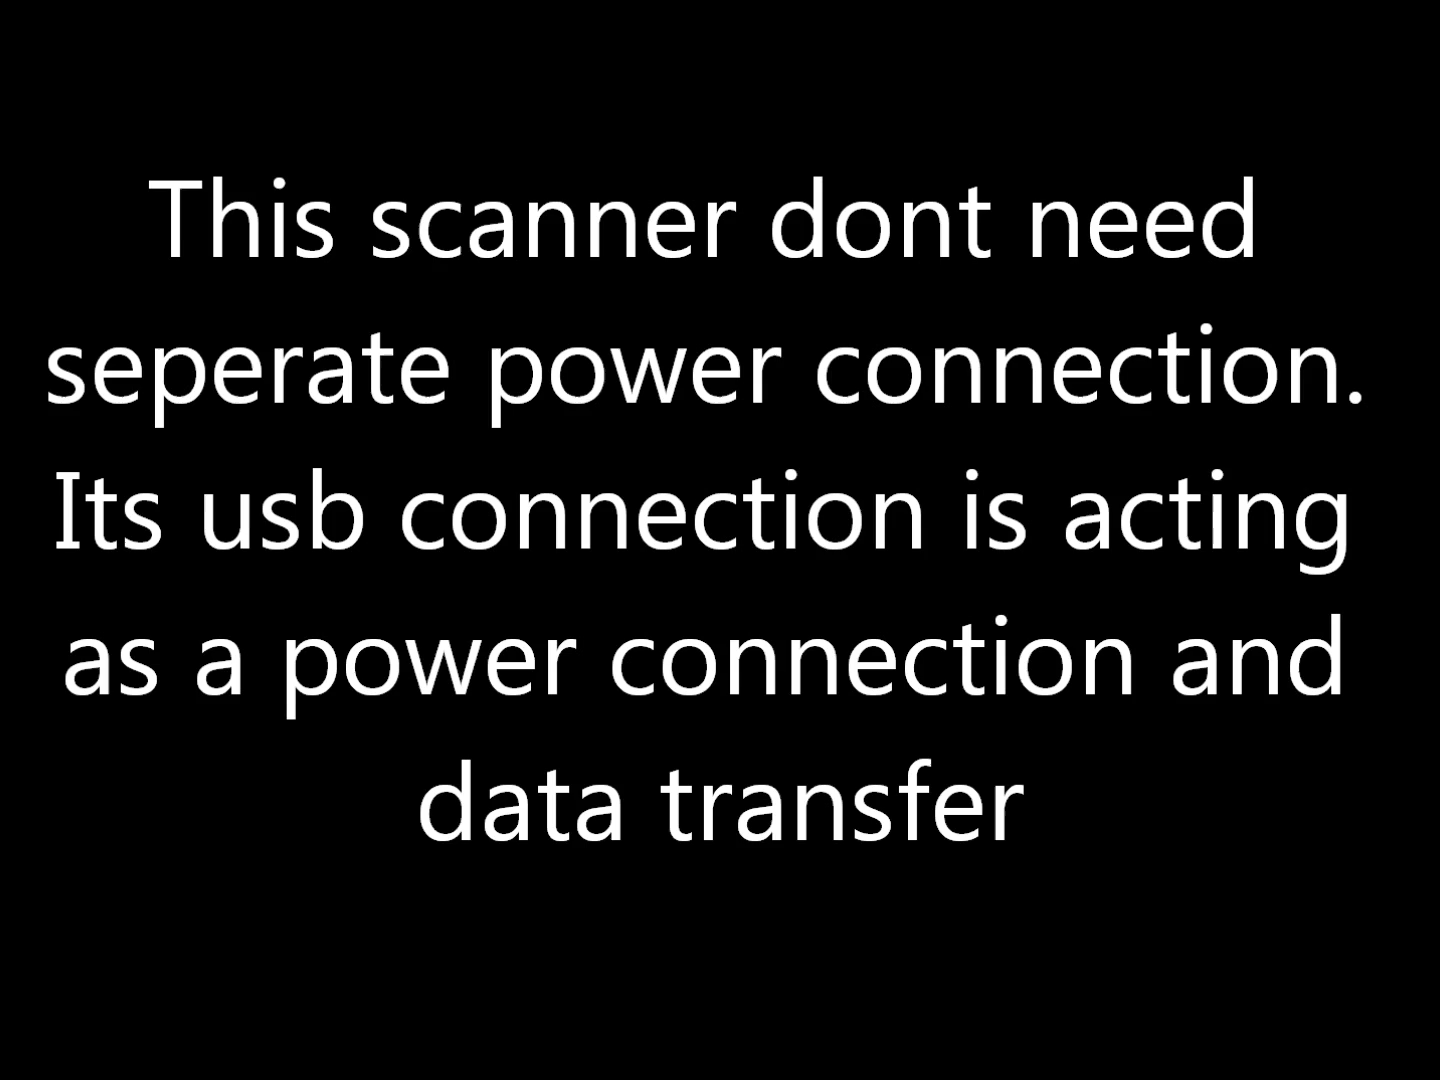 This scanner dont need
seperate power connection.
Its usb connection is acting
as a power connection and
data transfer